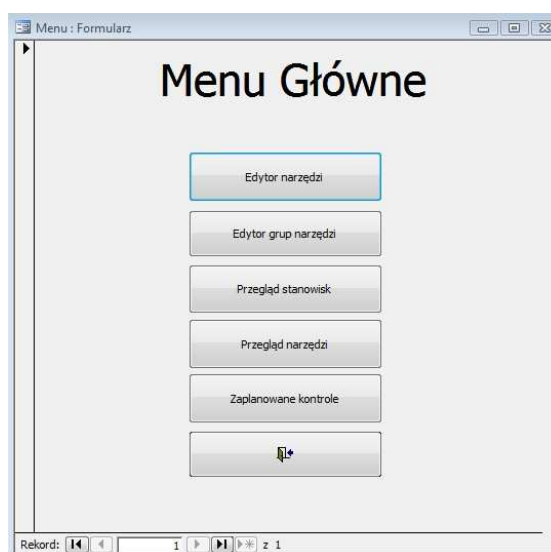 Menu : Formularz
Menu Główne
Edytor narzędzi
Edytor grup narzędzi
Przegląd stanowisk
Przegląd narzędzi
Zaplanowane kontrole
Rekord: 1 z 1